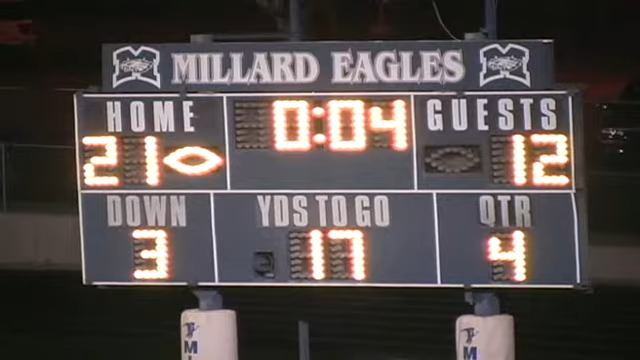 M MILLARD EAGLES M
HOME 0:04 GUESTS
21 12
DOWN YDS TO GO QTR
3 17 4
M M